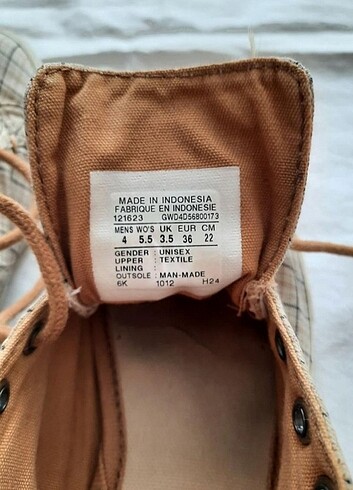 MADE IN INDONESIA
FABRIQUE EN INDONESIE
121623 GWD4D56800173
MENS WO'S UK EUR CM
4 5.5 3.5 36 22
GENDER : UNISEX
UPPER : TEXTILE
LINING :
OUTSOLE : MAN-MADE
6K 1012 H24